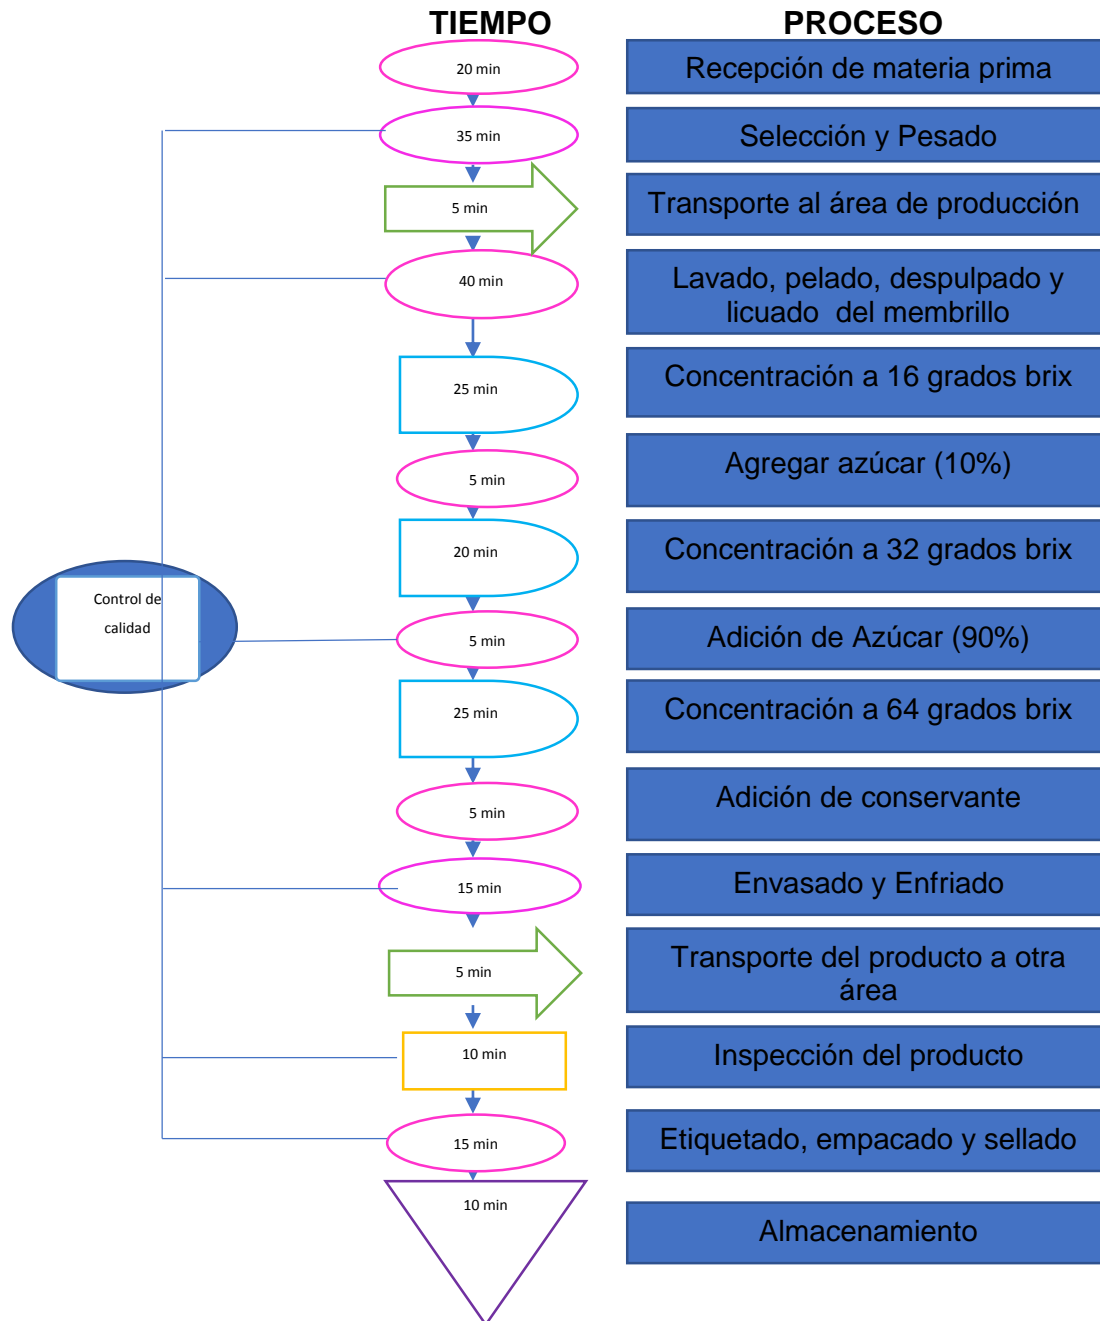 TIEMPO PROCESO
20 min Recepción de materia prima
35 min Selección y Pesado
5 min Transporte al área de producción
40 min Lavado, pelado, despulpado y
licuado del membrillo
25 min Concentración a 16 grados brix
5 min Agregar azúcar (10%)
20 min Concentración a 32 grados brix
Control de
calidad
5 min Adición de Azúcar (90%)
25 min Concentración a 64 grados brix
5 min Adición de conservante
15 min Envasado y Enfriado
5 min Transporte del producto a otra
área
10 min Inspección del producto
15 min Etiquetado, empacado y sellado
10 min Almacenamiento